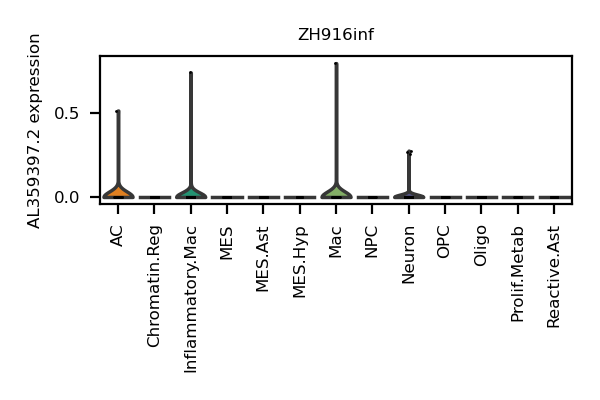 ZH916inf
AL359397.2 expression
0.5
0.0
AC
Chromatin.Reg
Inflammatory.Mac
MES
MES.Ast
MES.Hyp
Mac
NPC
Neuron
OPC
Oligo
Prolif.Metab
Reactive.Ast